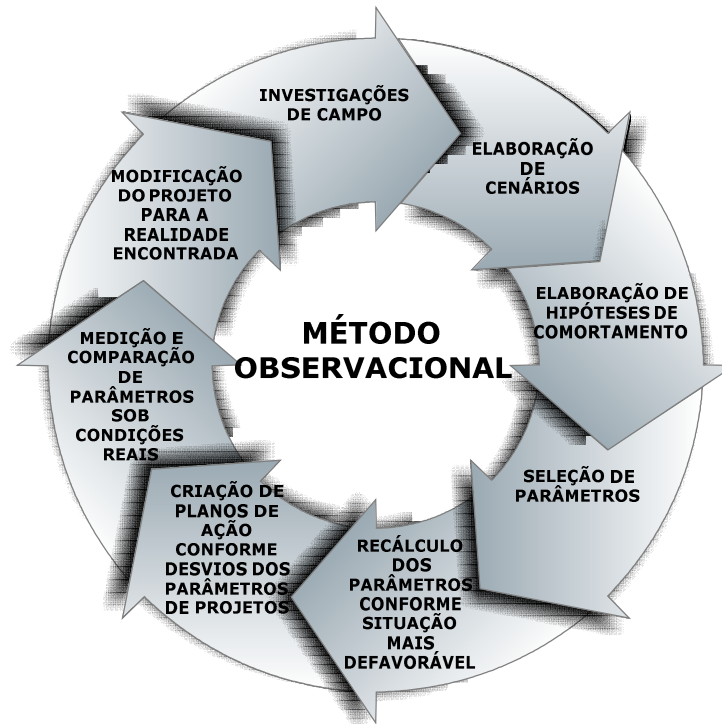 INVESTIGAÇÕES
DE CAMPO
ELABORAÇÃO
DE
CENÁRIOS
ELABORAÇÃO DE
HIPÓTESES DE
COMORTAMENTO
SELEÇÃO DE
PARÂMETROS
RECÁLCULO
DOS
PARÂMETROS
CONFORME
SITUAÇÃO
MAIS
DEFAVORÁVEL
CRIAÇÃO DE
PLANOS DE
AÇÃO
CONFORME
DESVIOS DOS
PARÂMETROS
DE PROJETOS
MEDIÇÃO E
COMPARAÇÃO
DE
PARÂMETROS
SOB
CONDIÇÕES
REAIS
MODIFICAÇÃO
DO PROJETO
PARA A
REALIDADE
ENCONTRADA
MÉTODO
OBSERVACIONAL